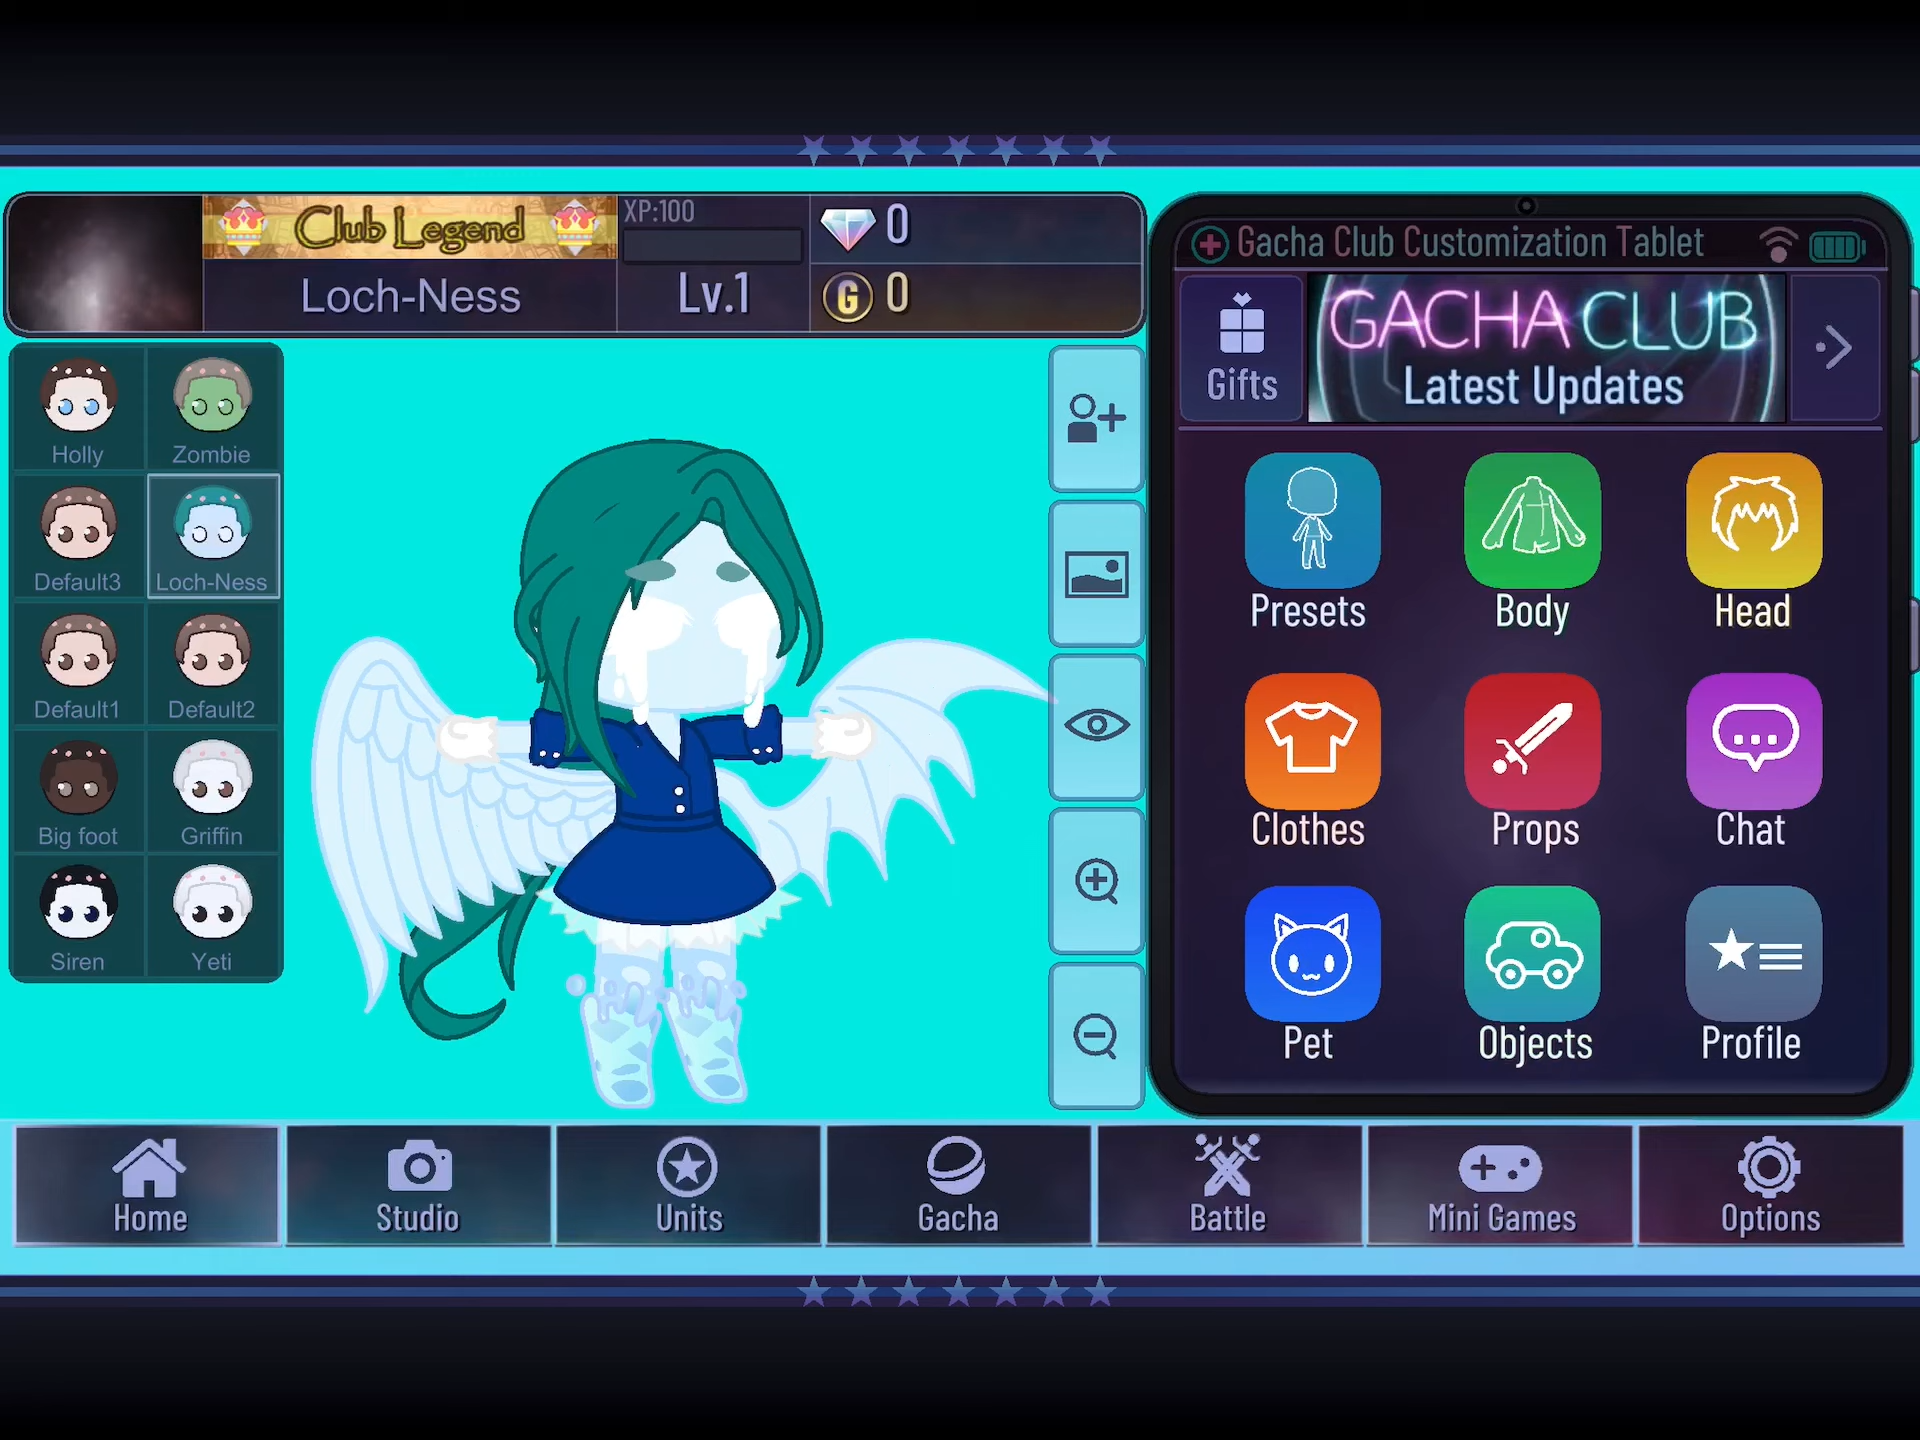 Club Legend
XP:100
0
Loch-Ness
Lv.1
G 0
Gacha Club Customization Tablet
Gifts
GACHA CLUB
Latest Updates
Holly
Zombie
Default3
Loch-Ness
Default1
Default2
Big foot
Griffin
Siren
Yeti
Presets
Body
Head
Clothes
Props
Chat
Pet
Objects
Profile
Home
Studio
Units
Gacha
Battle
Mini Games
Options